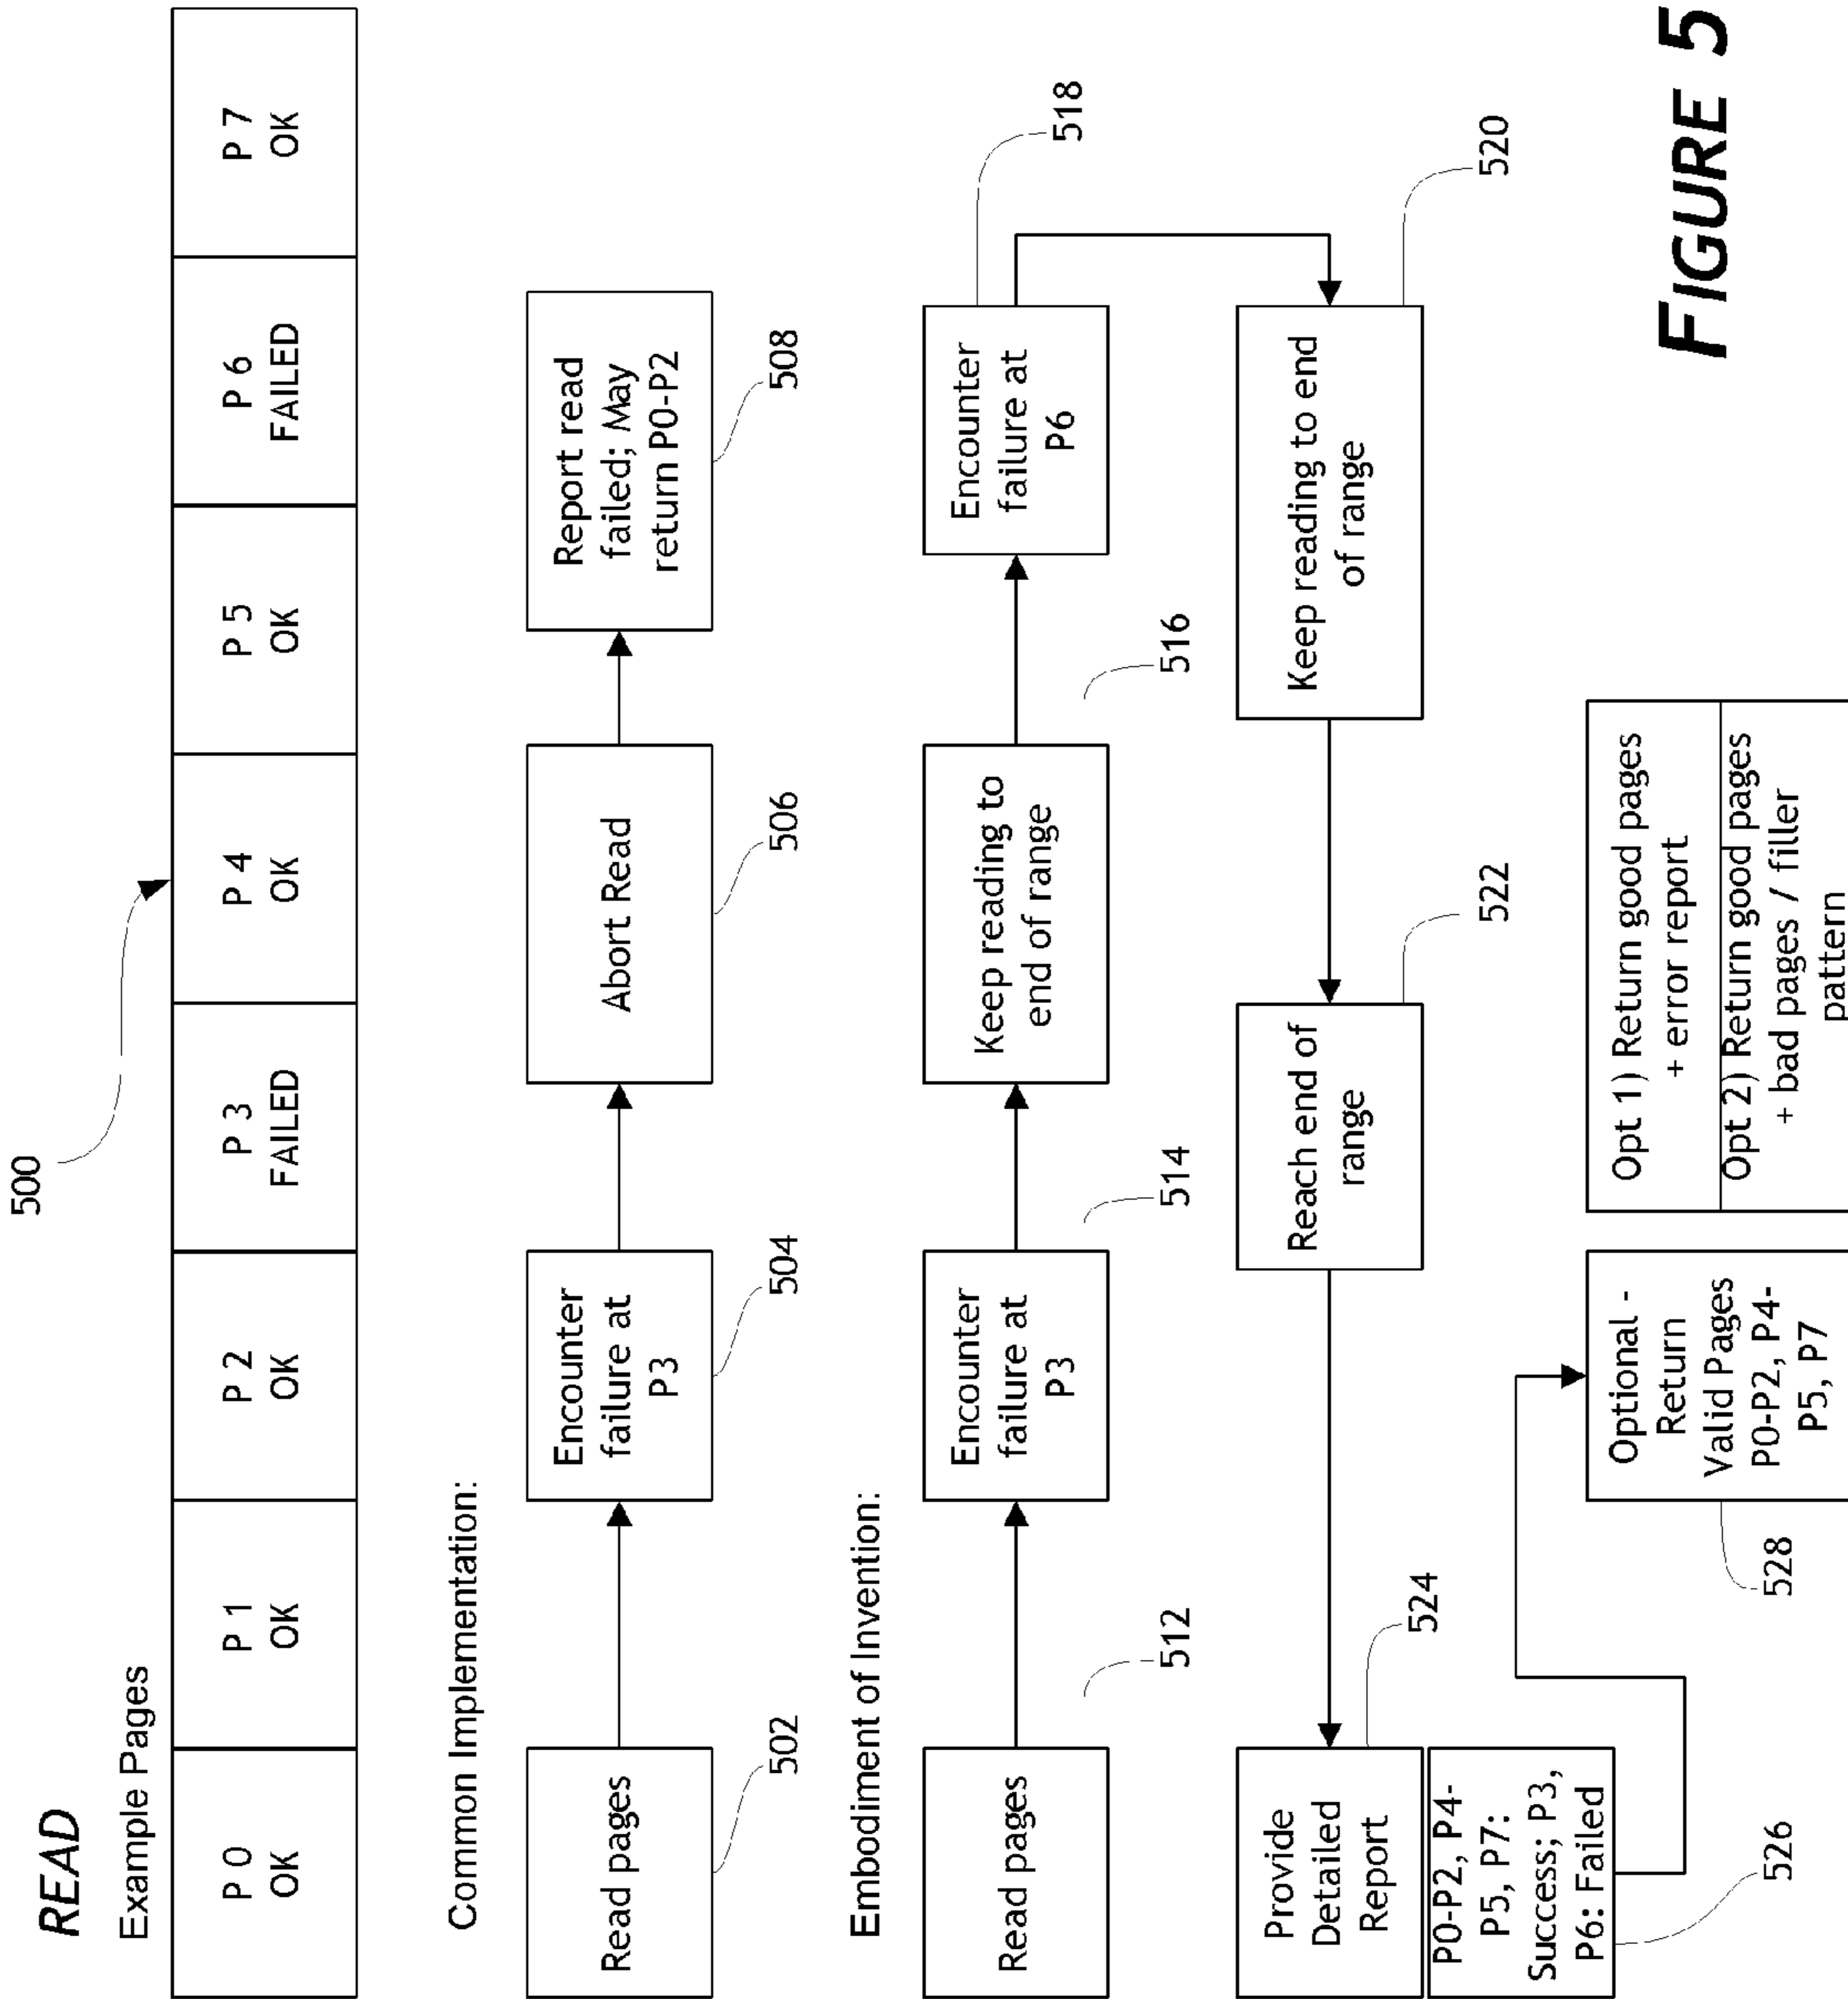 READ
Example Pages
500
P 0
OK
P 1
OK
P 2
OK
P 3
FAILED
P 4
OK
P 5
OK
P 6
FAILED
P 7
OK
Common Implementation:
Read pages
502
Encounter
failure at
P3
504
Abort Read
506
Report read
failed; May
return P0-P2
508
Embodiment of Invention:
Read pages
512
Encounter
failure at
P3
514
Keep reading to
end of range
516
Encounter
failure at
P6
518
Keep reading to end
of range
520
Reach end of
range
522
Provide
Detailed
Report
524
P0-P2, P4-
P5, P7:
Success; P3,
P6: Failed
526
Optional -
Return
Valid Pages
P0-P2, P4-
P5, P7
528
Opt 1) Return good pages
+ error report
Opt 2) Return good pages
+ bad pages / filler
pattern
FIGURE 5